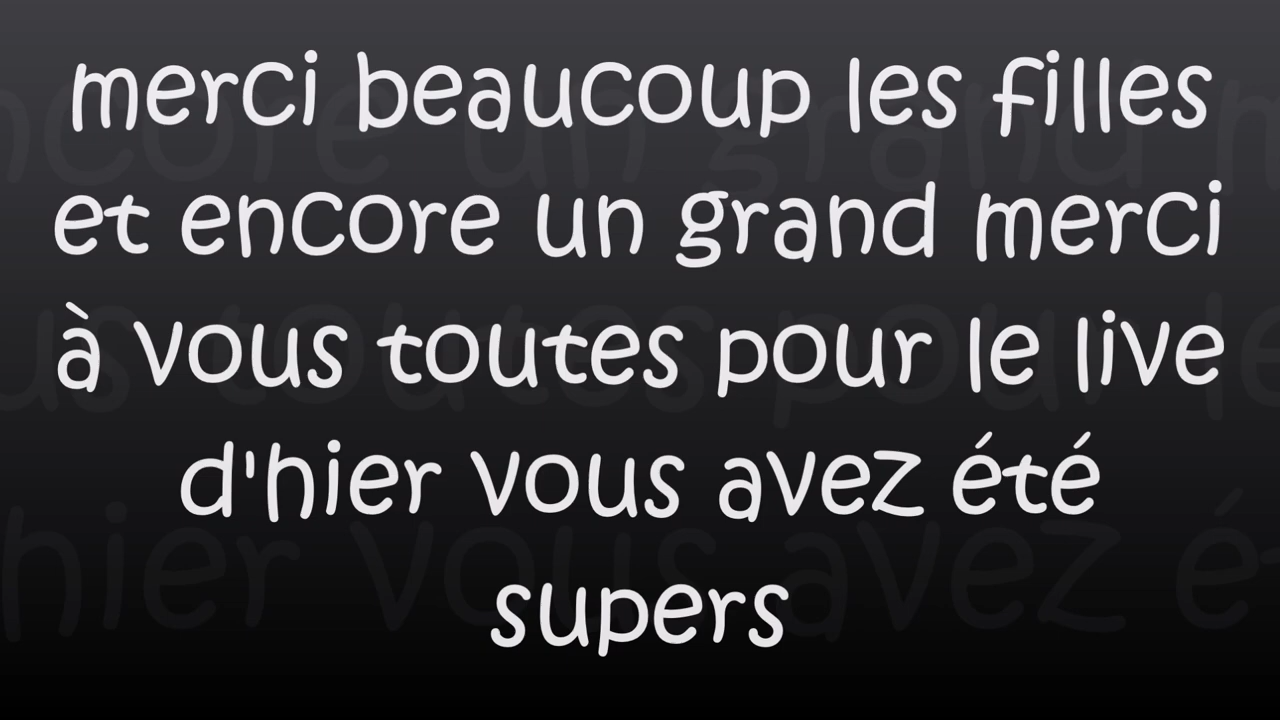 merci beaucoup les filles
et encore un grand merci
à vous toutes pour le live
d'hier vous avez été
supers